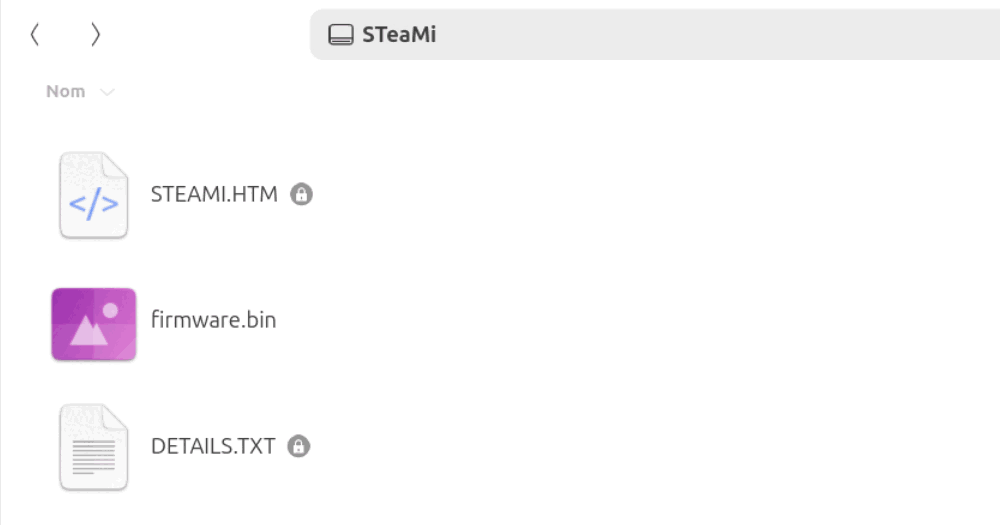 STeaMi
Nom
STEAMI.HTM
firmware.bin
DETAILS.TXT